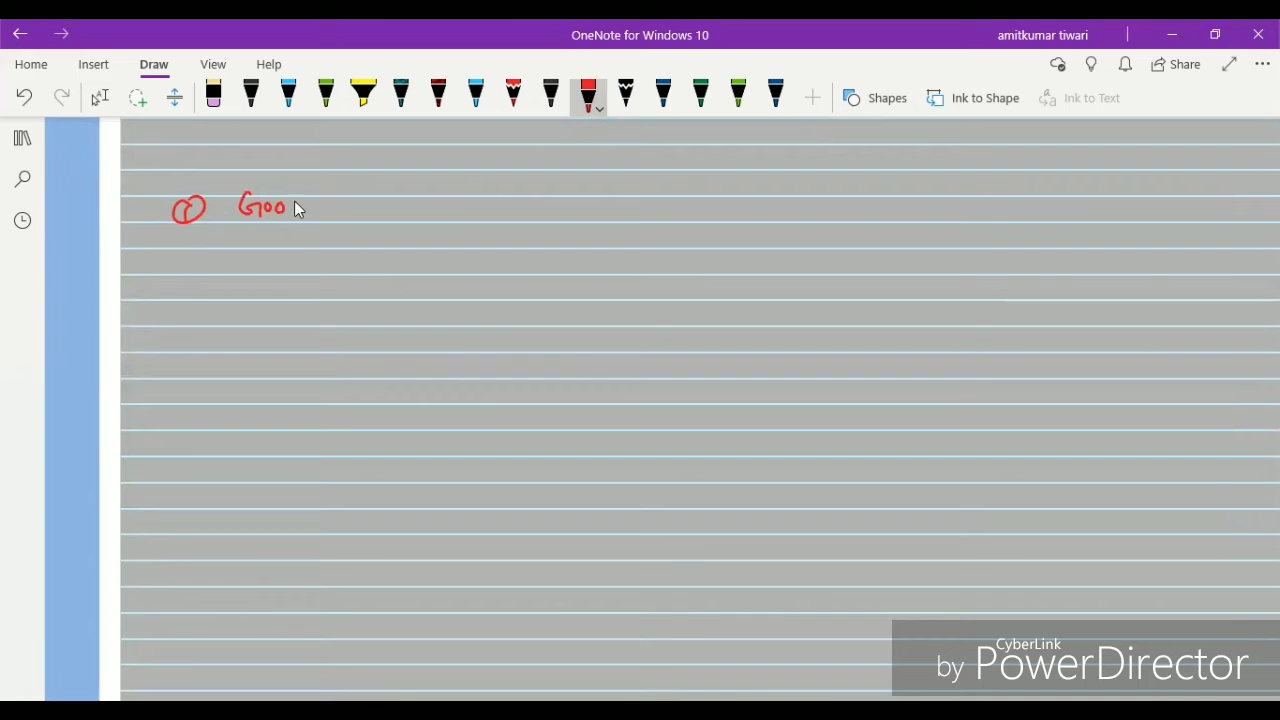 OneNote for Windows 10
amitkumar tiwari
Home Insert Draw View Help
Share
Shapes
Ink to Shape
Ink to Text
① Goo
CyberLink
by PowerDirector